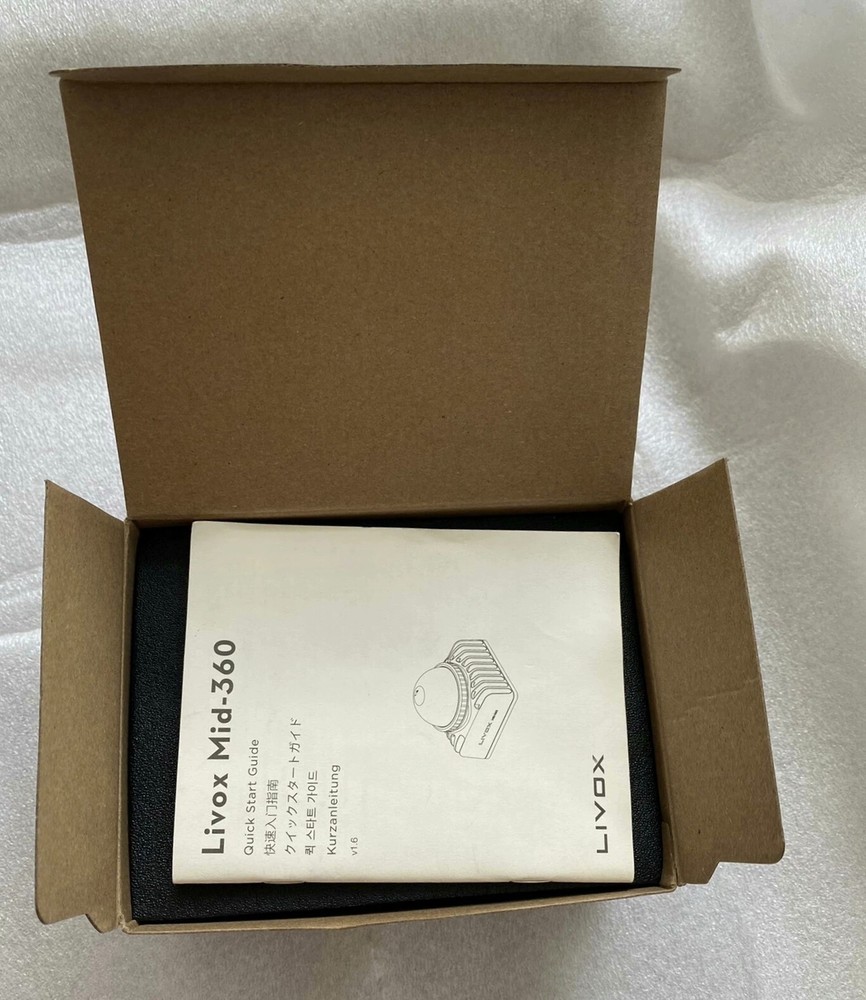 Livox Mid-360
Quick Start Guide
快速入门指南
クイックスタートガイド
퀵 스타트 가이드
Kurzanleitung
v1.6
LIVOX
LIVOX